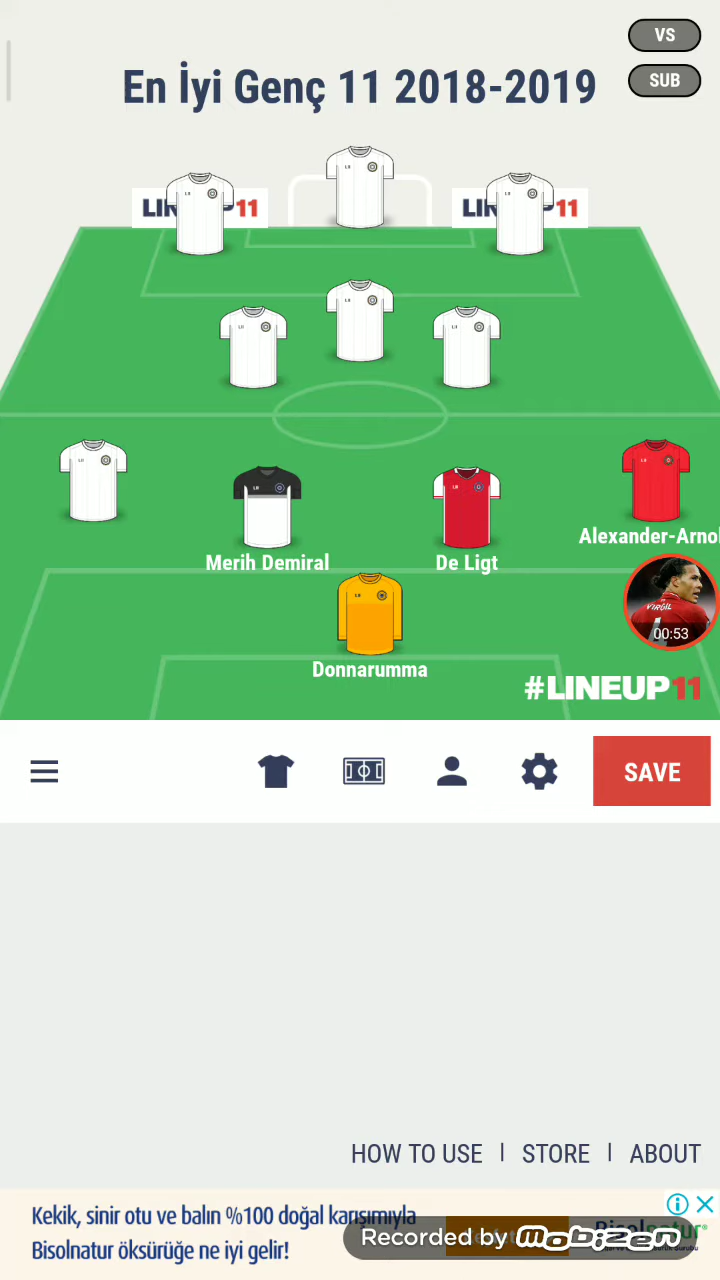 VS
SUB
En İyi Genç 11 2018-2019
11
11
Alexander-Arnol
Merih Demiral
De Ligt
VIRGIL
00:53
Donnarumma
#LINEUP11
SAVE
HOW TO USE | STORE | ABOUT
Kekik, sinir otu ve balın %100 doğal karışımıyla
Bisolnatur öksürüğe ne iyi gelir!
Recorded by mobizen